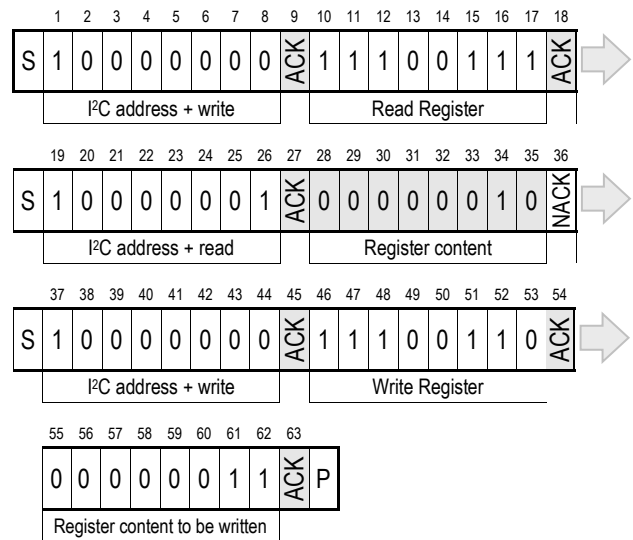 1 2 3 4 5 6 7 8 9 10 11 12 13 14 15 16 17 18
S 1 0 0 0 0 0 0 0 ACK 1 1 1 0 0 1 1 1 ACK
I²C address + write Read Register
19 20 21 22 23 24 25 26 27 28 29 30 31 32 33 34 35 36
S 1 0 0 0 0 0 0 1 ACK 0 0 0 0 0 0 1 0 NACK
I²C address + read Register content
37 38 39 40 41 42 43 44 45 46 47 48 49 50 51 52 53 54
S 1 0 0 0 0 0 0 0 ACK 1 1 1 0 0 1 1 0 ACK
I²C address + write Write Register
55 56 57 58 59 60 61 62 63
0 0 0 0 0 0 1 1 ACK P
Register content to be written